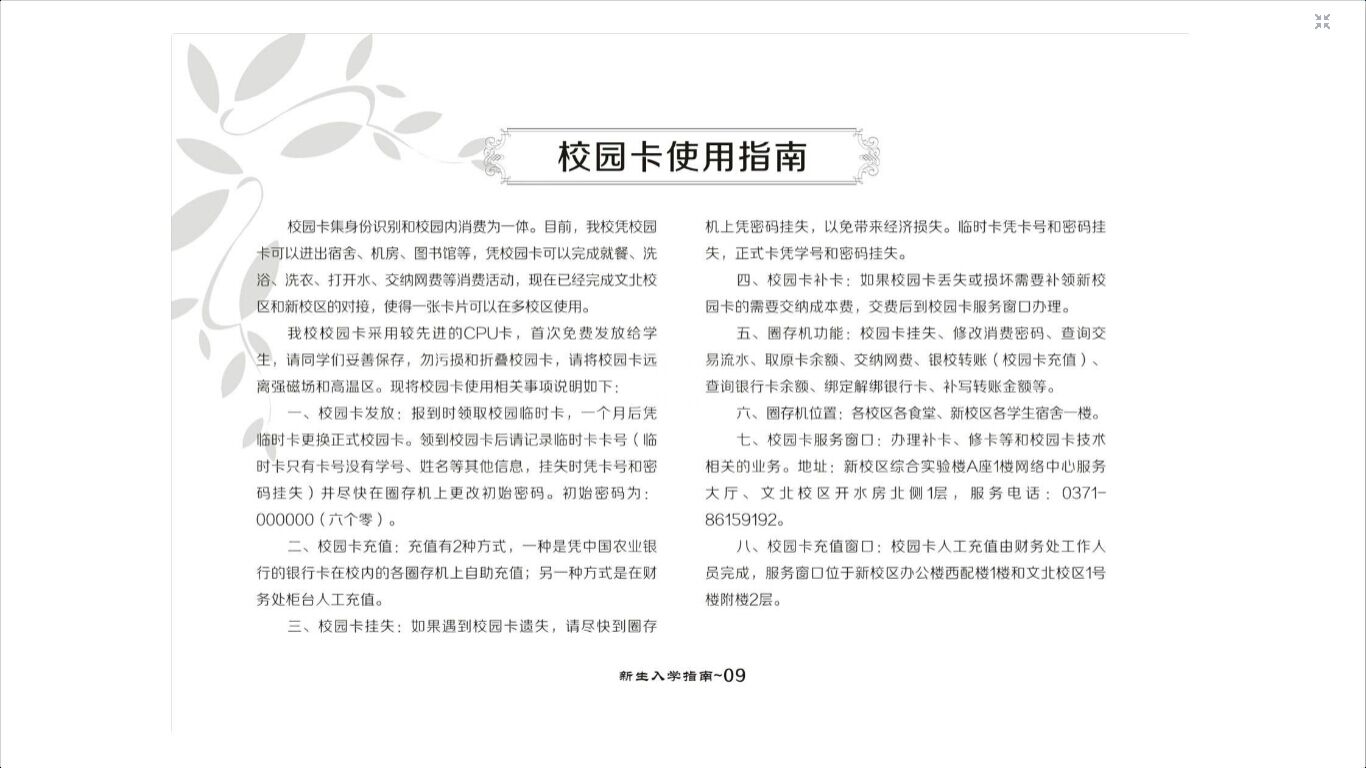 校园卡使用指南
校园卡集身份识别和校园内消费为一体。目前，我校凭校园
卡可以进出宿舍、机房、图书馆等，凭校园卡可以完成就餐、洗
浴、洗衣、打开水、交纳网费等消费活动，现在已经完成文北校
区和新校区的对接，使得一张卡片可以在多校区使用。
我校校园卡采用较先进的CPU卡，首次免费发放给学
生，请同学们妥善保存，勿污损和折叠校园卡，请将校园卡远
离强磁场和高温区。现将校园卡使用相关事项说明如下：
一、校园卡发放：报到时领取校园临时卡，一个月后凭
临时卡更换正式校园卡。领到校园卡后请记录临时卡卡号（临
时卡只有卡号没有学号、姓名等其他信息，挂失时凭卡号和密
码挂失）并尽快在圈存机上更改初始密码。初始密码为：
000000（六个零）。
二、校园卡充值：充值有2种方式，一种是凭中国农业银
行的银行卡在校内的各圈存机上自助充值；另一种方式是在财
务处柜台人工充值。
三、校园卡挂失：如果遇到校园卡遗失，请尽快到圈存
机上凭密码挂失，以免带来经济损失。临时卡凭卡号和密码挂
失，正式卡凭学号和密码挂失。
四、校园卡补卡：如果校园卡丢失或损坏需要补领新校
园卡的需要交纳成本费，交费后到校园卡服务窗口办理。
五、圈存机功能：校园卡挂失、修改消费密码、查询交
易流水、取原卡余额、交纳网费、银校转账（校园卡充值）、
查询银行卡余额、绑定解绑银行卡、补写转账金额等。
六、圈存机位置：各校区各食堂、新校区各学生宿舍一楼。
七、校园卡服务窗口：办理补卡、修卡等和校园卡技术
相关的业务。地址：新校区综合实验楼A座1楼网络中心服务
大厅、文北校区开水房北侧1层，服务电话：0371-
86159192。
八、校园卡充值窗口：校园卡人工充值由财务处工作人
员完成，服务窗口位于新校区办公楼西配楼1楼和文北校区1号
楼附楼2层。
新生入学指南~09